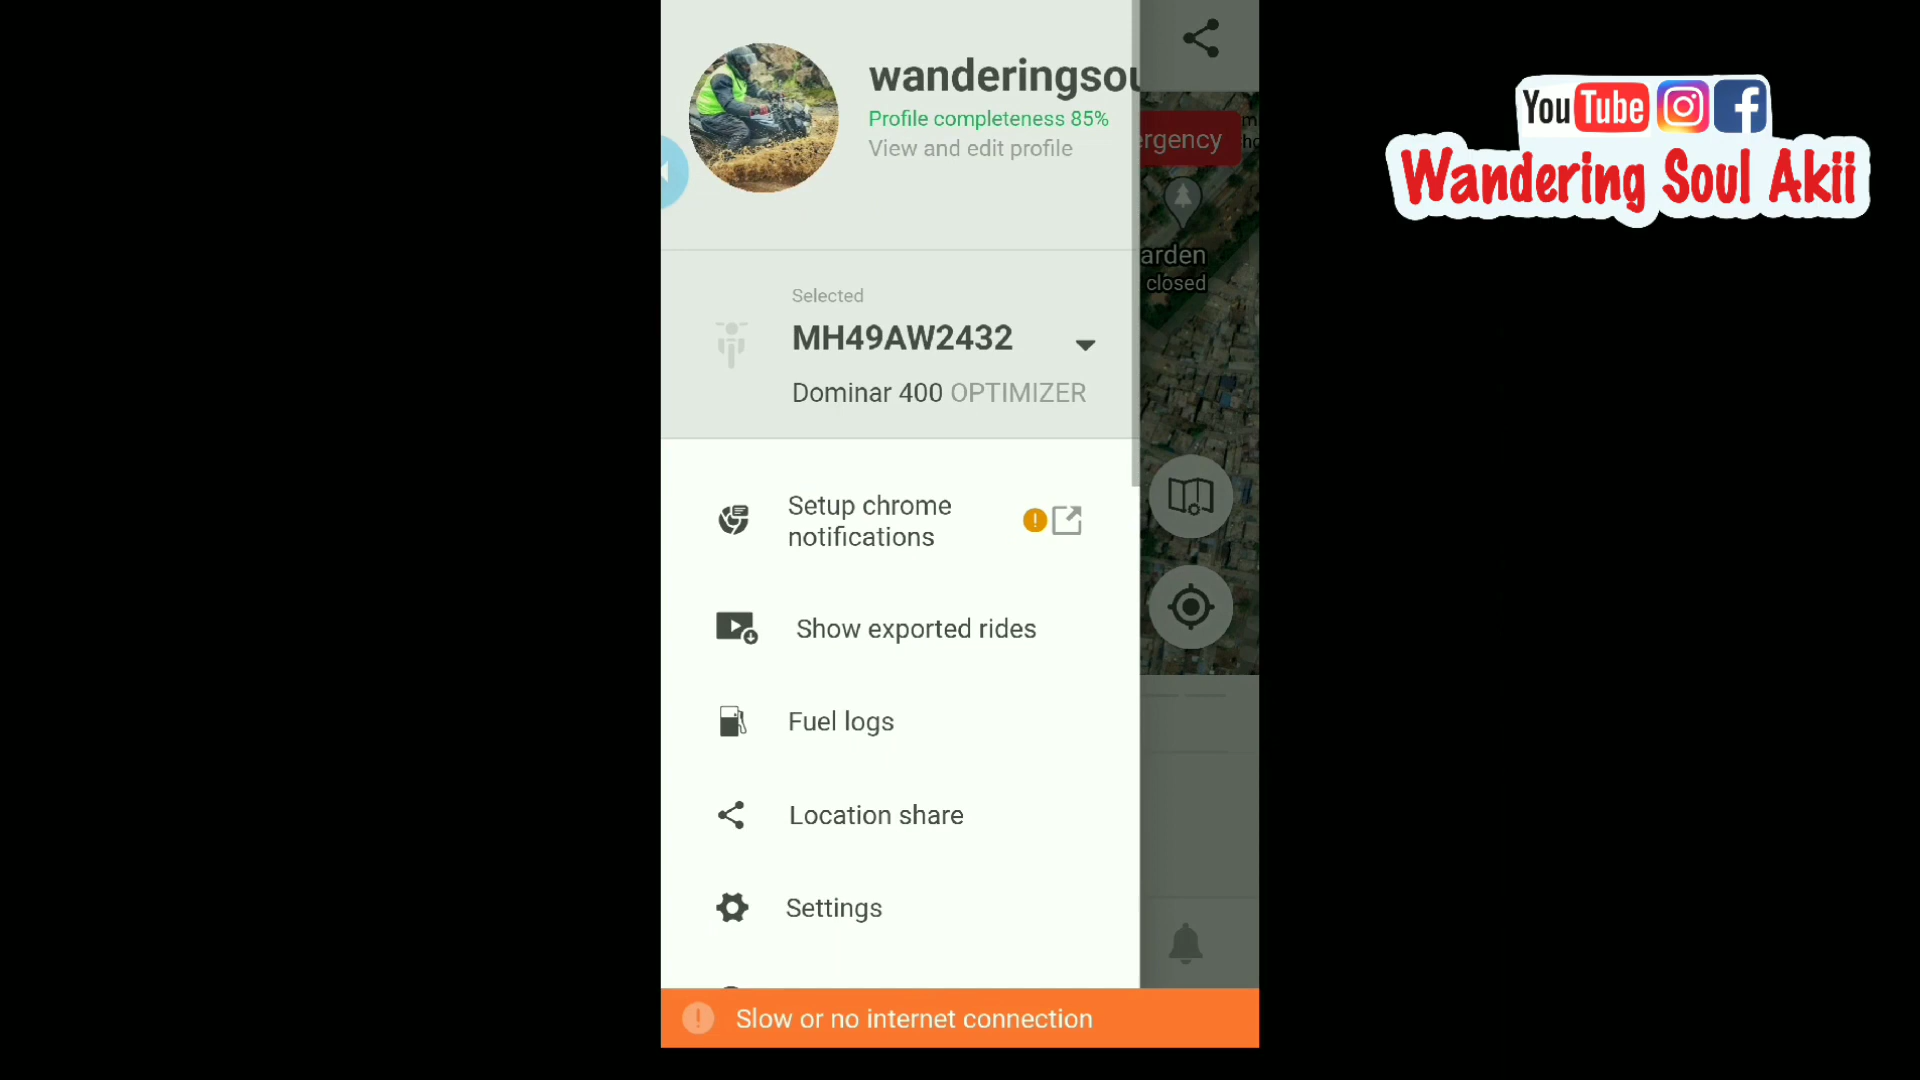 wanderingsou
Profile completeness 85%
View and edit profile
rgency
arden
closed
Selected
MH49AW2432
Dominar 400 OPTIMIZER
Setup chrome
notifications
Show exported rides
Fuel logs
Location share
Settings
Slow or no internet connection
YouTube
Wandering Soul Akii